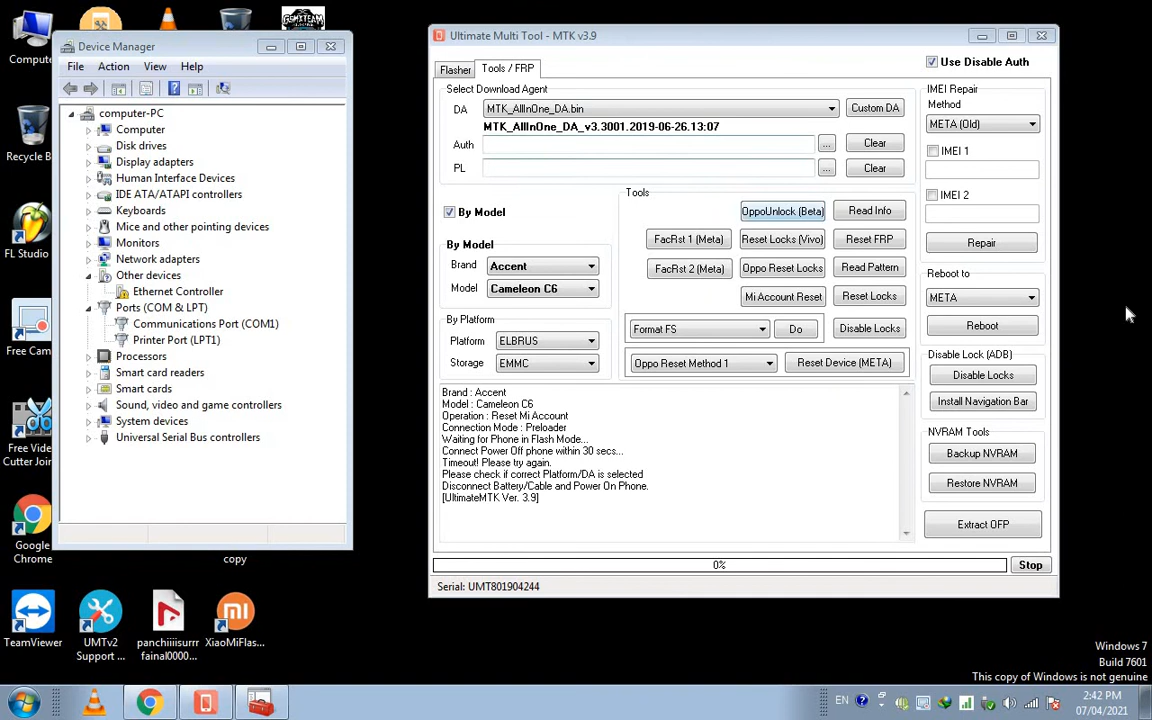 Compute
Recycle B
FL Studio
Free Cam
Free Vide
Cutter Join
Google
Chrome
copy
TeamViewer
UMTv2
Support ...
panchiiiisurrr
fainal0000...
XiaoMiFlas...
Device Manager
File Action View Help
computer-PC
Computer
Disk drives
Display adapters
Human Interface Devices
IDE ATA/ATAPI controllers
Keyboards
Mice and other pointing devices
Monitors
Network adapters
Other devices
Ethernet Controller
Ports (COM & LPT)
Communications Port (COM1)
Printer Port (LPT1)
Processors
Smart card readers
Smart cards
Sound, video and game controllers
System devices
Universal Serial Bus controllers
Ultimate Multi Tool - MTK v3.9
Flasher Tools / FRP
Use Disable Auth
Select Download Agent
DA MTK_AllInOne_DA.bin Custom DA
MTK_AllInOne_DA_v3.3001.2019-06-26.13:07
Auth ... Clear
PL ... Clear
By Model
By Model
Brand Accent
Model Cameleon C6
By Platform
Platform ELBRUS
Storage EMMC
Tools
OppoUnlock (Beta) Read Info
FacRst 1 (Meta) Reset Locks (Vivo) Reset FRP
FacRst 2 (Meta) Oppo Reset Locks Read Pattern
Mi Account Reset Reset Locks
Format FS Do Disable Locks
Oppo Reset Method 1 Reset Device (META)
Brand : Accent
Model : Cameleon C6
Operation : Reset Mi Account
Connection Mode : Preloader
Waiting for Phone in Flash Mode...
Connect Power Off phone within 30 secs...
Timeout! Please try again.
Please check if correct Platform/DA is selected
Disconnect Battery/Cable and Power On Phone.
[UltimateMTK Ver. 3.9]
IMEI Repair
Method
META (Old)
IMEI 1
IMEI 2
Repair
Reboot to
META
Reboot
Disable Lock (ADB)
Disable Locks
Install Navigation Bar
NVRAM Tools
Backup NVRAM
Restore NVRAM
Extract OFP
0%
Stop
Serial: UMT801904244
Windows 7
Build 7601
This copy of Windows is not genuine
EN
2:42 PM
07/04/2021